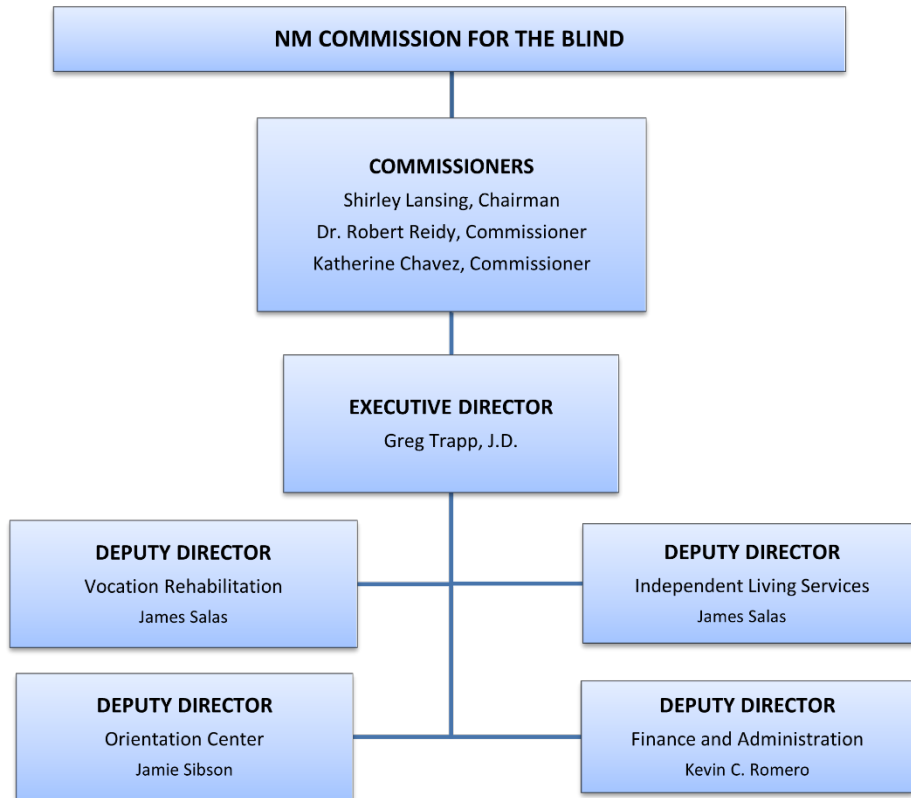 NM COMMISSION FOR THE BLIND
COMMISSIONERS
Shirley Lansing, Chairman
Dr. Robert Reidy, Commissioner
Katherine Chavez, Commissioner
EXECUTIVE DIRECTOR
Greg Trapp, J.D.
DEPUTY DIRECTOR
Vocation Rehabilitation
James Salas
DEPUTY DIRECTOR
Independent Living Services
James Salas
DEPUTY DIRECTOR
Orientation Center
Jamie Sibson
DEPUTY DIRECTOR
Finance and Administration
Kevin C. Romero